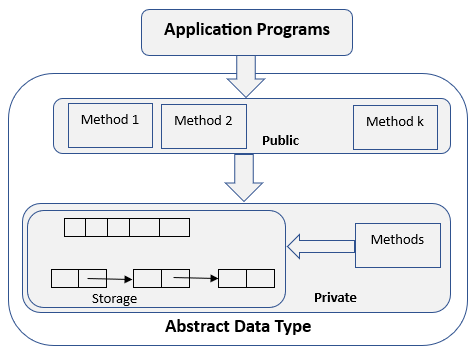 Application Programs
Method 1
Method 2
Method k
Public
Methods
Storage
Private
Abstract Data Type